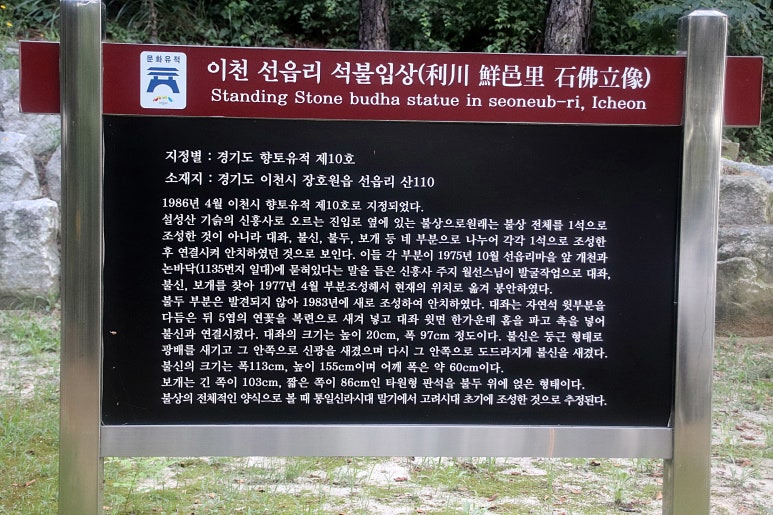 문화유적
이천 선읍리 석불입상(利川 鮮邑里 石佛立像)
Standing Stone budha statue in seoneub-ri, Icheon
지정별 : 경기도 향토유적 제10호
소재지 : 경기도 이천시 장호원읍 선읍리 산110
1986년 4월 이천시 향토유적 제10호로 지정되었다.
설성산 기슭의 신흥사로 오르는 진입로 옆에 있는 불상으로원래는 불상 전체를 1석으로
조성한 것이 아니라 대좌, 불신, 불두, 보개 등 네 부분으로 나누어 각각 1석으로 조성한
후 연결시켜 안치하였던 것으로 보인다. 이들 각 부분이 1975년 10월 선읍리마을 앞 개천과
논바닥(1135번지 일대)에 묻혀있다는 말을 들은 신흥사 주지 월선스님이 발굴작업으로 대좌,
불신, 보개를 찾아 1977년 4월 부분조성해서 현재의 위치로 옮겨 봉안하였다.
불두 부분은 발견되지 않아 1983년에 새로 조성하여 안치하였다. 대좌는 자연석 윗부분을
다듬은 뒤 5엽의 연꽃을 복련으로 새겨 넣고 대좌 윗면 한가운데 홈을 파고 촉을 넣어
불신과 연결시켰다. 대좌의 크기는 높이 20cm, 폭 97cm 정도이다. 불신은 둥근 형태로
광배를 새기고 그 안쪽으로 신광을 새겼으며 다시 그 안쪽으로 도드라지게 불신을 새겼다.
불신의 크기는 폭113cm, 높이 155cm이며 어깨 폭은 약 60cm이다.
보개는 긴 쪽이 103cm, 짧은 쪽이 86cm인 타원형 판석을 불두 위에 얹은 형태이다.
불상의 전체적인 양식으로 볼 때 통일신라시대 말기에서 고려시대 초기에 조성한 것으로 추정된다.